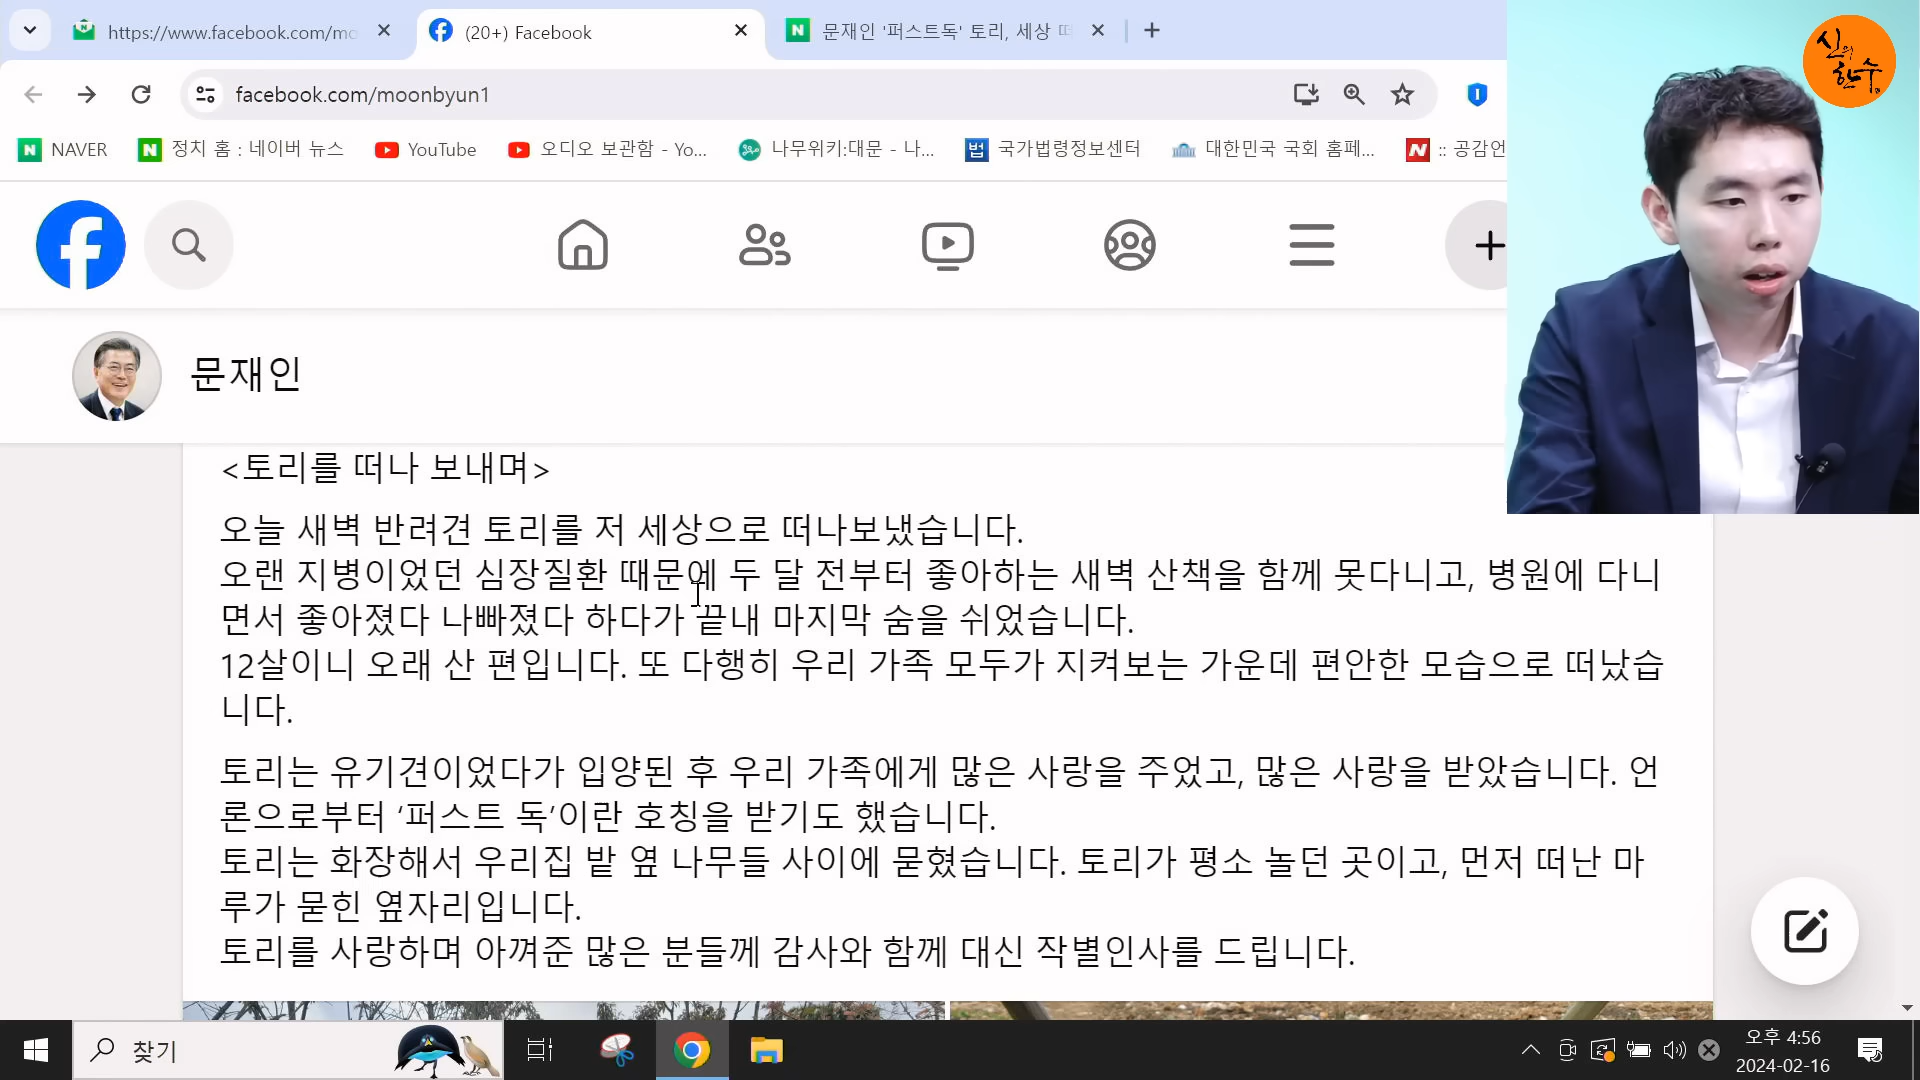 https://www.facebook.com/mo
(20+) Facebook
문재인 '퍼스트독' 토리, 세상
facebook.com/moonbyun1
NAVER
정치 홈 : 네이버 뉴스
YouTube
오디오 보관함 - Yo...
나무위키:대문 - 나...
국가법령정보센터
대한민국 국회 홈페...
:: 공감언
신의
한수
문재인
<토리를 떠나 보내며>
오늘 새벽 반려견 토리를 저 세상으로 떠나보냈습니다.
오랜 지병이었던 심장질환 때문에 두 달 전부터 좋아하는 새벽 산책을 함께 못다니고, 병원에 다니
면서 좋아졌다 나빠졌다 하다가 끝내 마지막 숨을 쉬었습니다.
12살이니 오래 산 편입니다. 또 다행히 우리 가족 모두가 지켜보는 가운데 편안한 모습으로 떠났습
니다.
토리는 유기견이었다가 입양된 후 우리 가족에게 많은 사랑을 주었고, 많은 사랑을 받았습니다. 언
론으로부터 ‘퍼스트 독’이란 호칭을 받기도 했습니다.
토리는 화장해서 우리집 밭 옆 나무들 사이에 묻혔습니다. 토리가 평소 놀던 곳이고, 먼저 떠난 마
루가 묻힌 옆자리입니다.
토리를 사랑하며 아껴준 많은 분들께 감사와 함께 대신 작별인사를 드립니다.
찾기
오후 4:56
2024-02-16